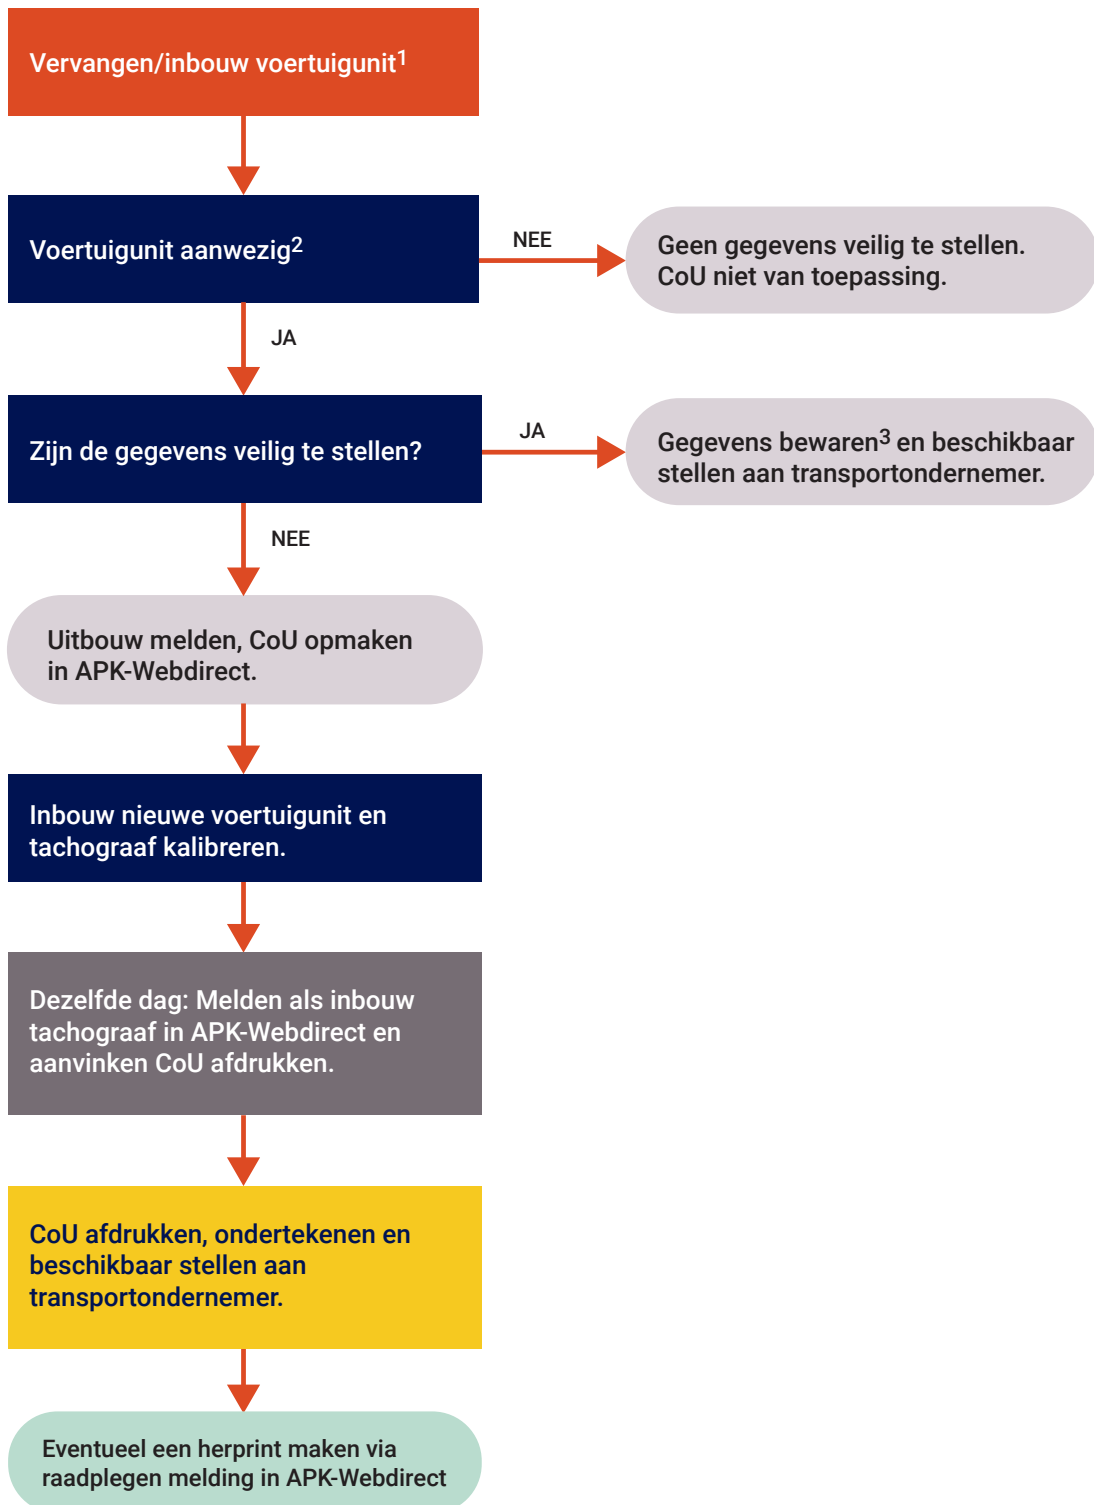 Vervangen/inbouw voertuigunit¹
Voertuigunit aanwezig²
NEE
Geen gegevens veilig te stellen.
CoU niet van toepassing.
JA
Zijn de gegevens veilig te stellen?
JA
Gegevens bewaren³ en beschikbaar
stellen aan transportondernemer.
NEE
Uitbouw melden, CoU opmaken
in APK-Webdirect.
Inbouw nieuwe voertuigunit en
tachograaf kalibreren.
Dezelfde dag: Melden als inbouw
tachograaf in APK-Webdirect en
aanvinken CoU afdrukken.
CoU afdrukken, ondertekenen en
beschikbaar stellen aan
transportondernemer.
Eventueel een herprint maken via
raadplegen melding in APK-Webdirect